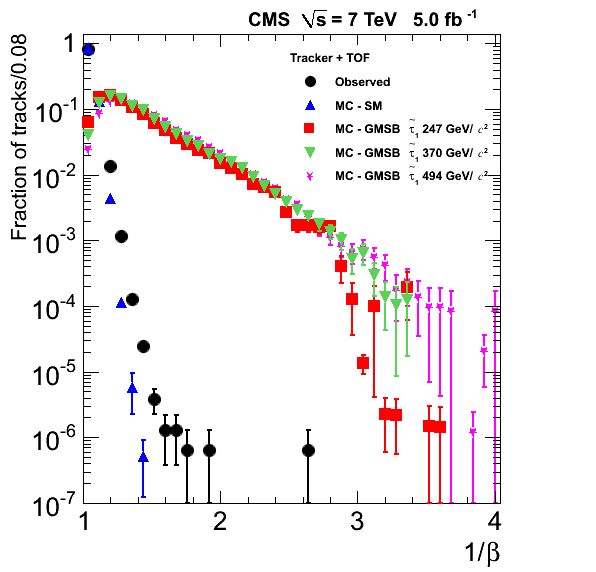 CMS √s = 7 TeV 5.0 fb⁻¹
Fraction of tracks/0.08
Tracker + TOF
Observed
MC - SM
MC - GMSB τ̃₁ 247 GeV/c²
MC - GMSB τ̃₁ 370 GeV/c²
MC - GMSB τ̃₁ 494 GeV/c²
1
10⁻¹
10⁻²
10⁻³
10⁻⁴
10⁻⁵
10⁻⁶
10⁻⁷
1 2 3 4
1/β